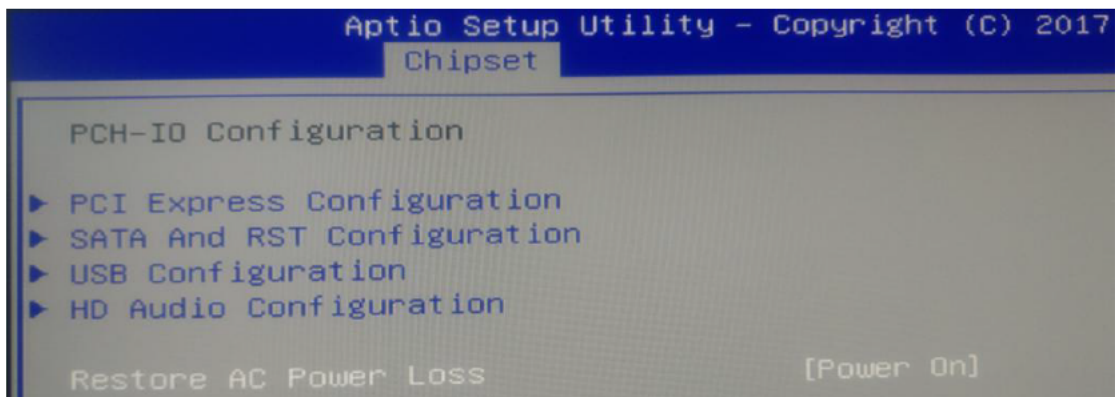 Aptio Setup Utility – Copyright (C) 2017
Chipset
PCH-IO Configuration
PCI Express Configuration
SATA And RST Configuration
USB Configuration
HD Audio Configuration
Restore AC Power Loss [Power On]